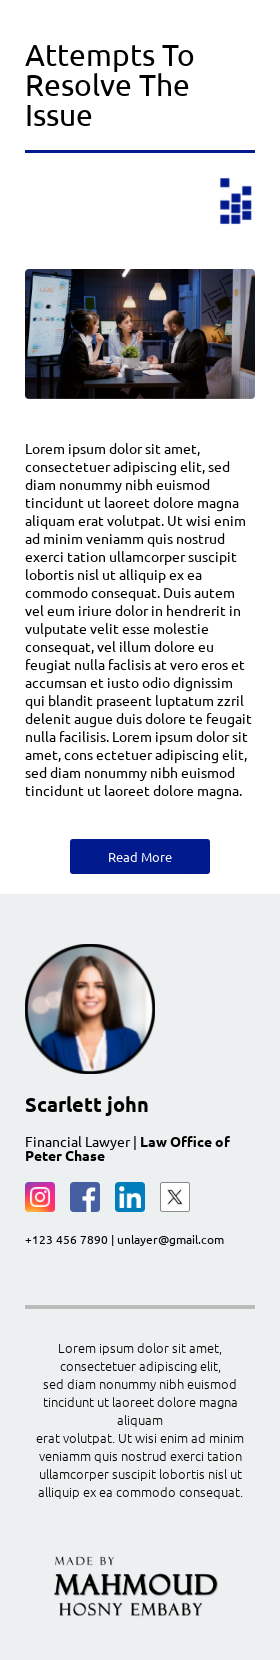 Attempts To
Resolve The
Issue
Lorem ipsum dolor sit amet,
consectetuer adipiscing elit, sed
diam nonummy nibh euismod
tincidunt ut laoreet dolore magna
aliquam erat volutpat. Ut wisi enim
ad minim veniamm quis nostrud
exerci tation ullamcorper suscipit
lobortis nisl ut alliquip ex ea
commodo consequat. Duis autem
vel eum iriure dolor in hendrerit in
vulputate velit esse molestie
consequat, vel illum dolore eu
feugiat nulla faclisis at vero eros et
accumsan et iusto odio dignissim
qui blandit praseent luptatum zzril
delenit augue duis dolore te feugait
nulla facilisis. Lorem ipsum dolor sit
amet, cons ectetuer adipiscing elit,
sed diam nonummy nibh euismod
tincidunt ut laoreet dolore magna.
Read More
Scarlett john
Financial Lawyer | Law Office of
Peter Chase
+123 456 7890 | unlayer@gmail.com
Lorem ipsum dolor sit amet,
consectetuer adipiscing elit,
sed diam nonummy nibh euismod
tincidunt ut laoreet dolore magna
aliquam
erat volutpat. Ut wisi enim ad minim
veniamm quis nostrud exerci tation
ullamcorper suscipit lobortis nisl ut
alliquip ex ea commodo consequat.
MADE BY
MAHMOUD
HOSNY EMBABY